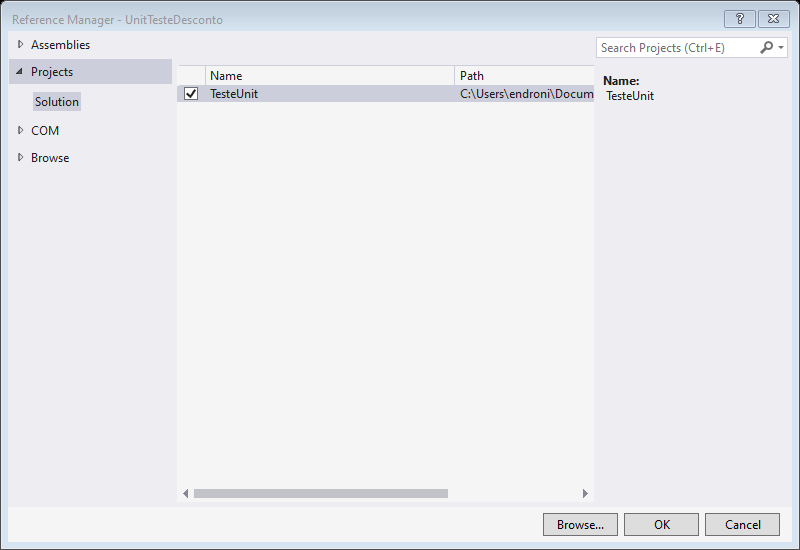 Reference Manager - UnitTesteDesconto
Assemblies
Projects
Solution
COM
Browse
Name Path
TesteUnit C:\Users\endroni\Docum
Search Projects (Ctrl+E)
Name:
TesteUnit
Browse... OK Cancel